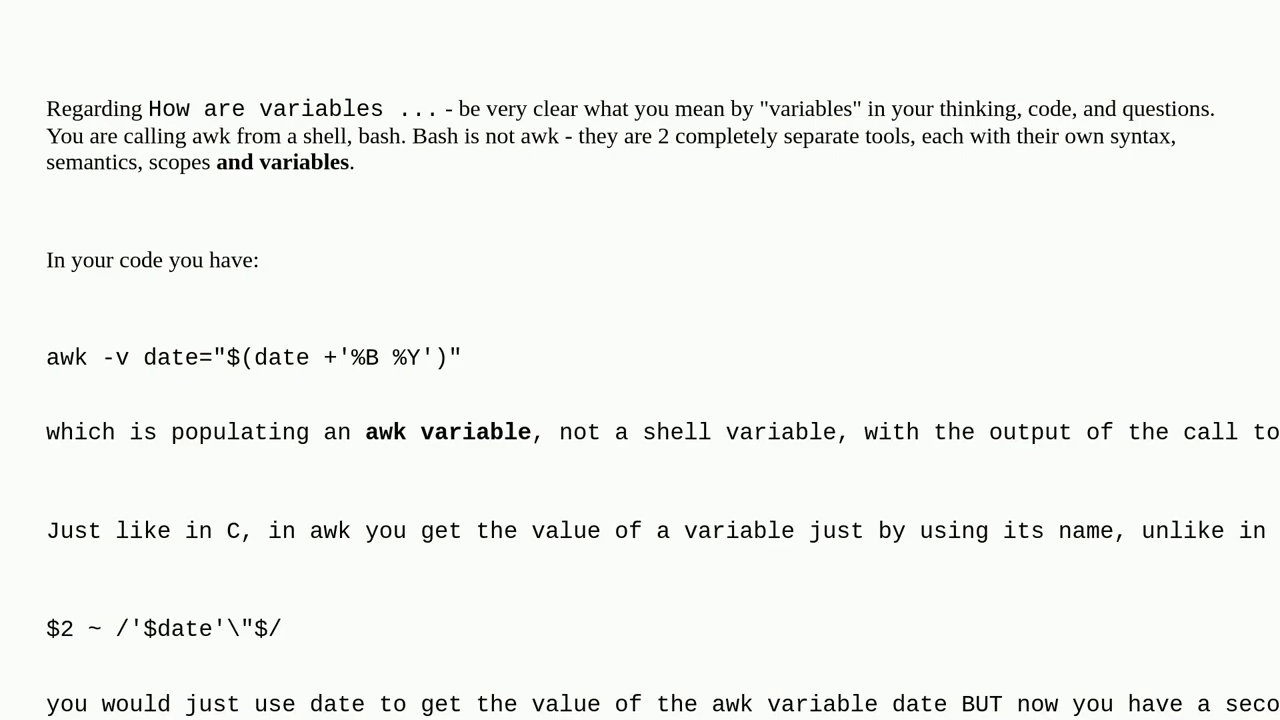 Regarding How are variables ... - be very clear what you mean by "variables" in your thinking, code, and questions.
You are calling awk from a shell, bash. Bash is not awk - they are 2 completely separate tools, each with their own syntax,
semantics, scopes and variables.
In your code you have:
awk -v date="$(date +'%B %Y')"
which is populating an awk variable, not a shell variable, with the output of the call to
Just like in C, in awk you get the value of a variable just by using its name, unlike in
$2 ~ /'$date'\"$/
you would just use date to get the value of the awk variable date BUT now you have a seco